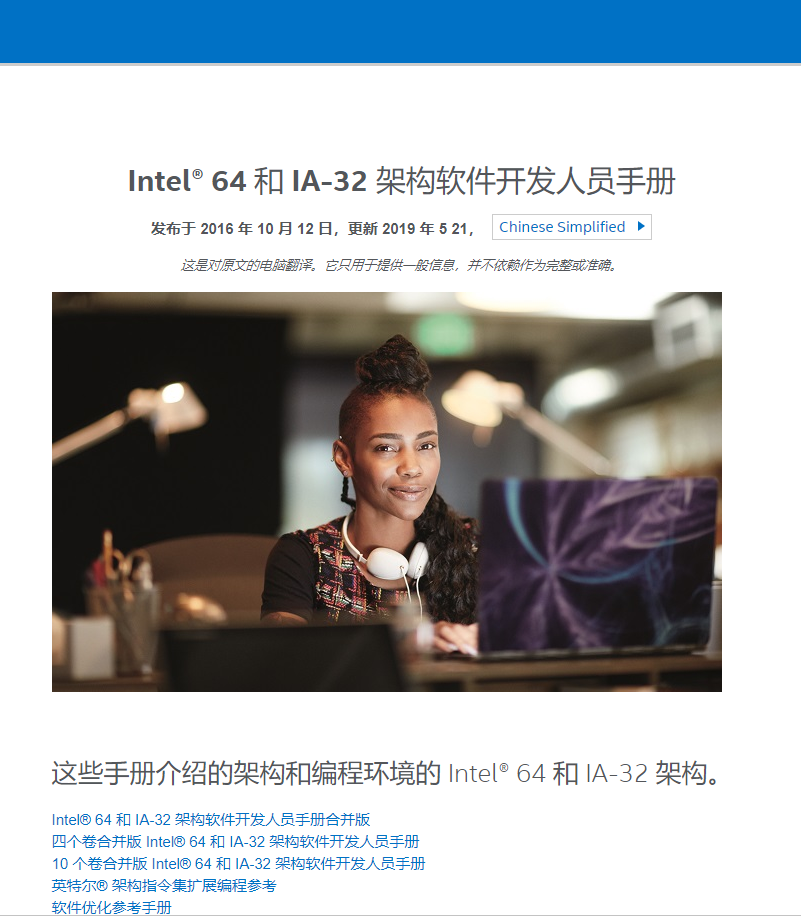 Intel® 64 和 IA-32 架构软件开发人员手册
发布于 2016 年 10 月 12 日，更新 2019 年 5 21， Chinese Simplified
这是对原文的电脑翻译。它只用于提供一般信息，并不依赖作为完整或准确。
这些手册介绍的架构和编程环境的 Intel® 64 和 IA-32 架构。
Intel® 64 和 IA-32 架构软件开发人员手册合并版
四个卷合并版 Intel® 64 和 IA-32 架构软件开发人员手册
10 个卷合并版 Intel® 64 和 IA-32 架构软件开发人员手册
英特尔® 架构指令集扩展编程参考
软件优化参考手册